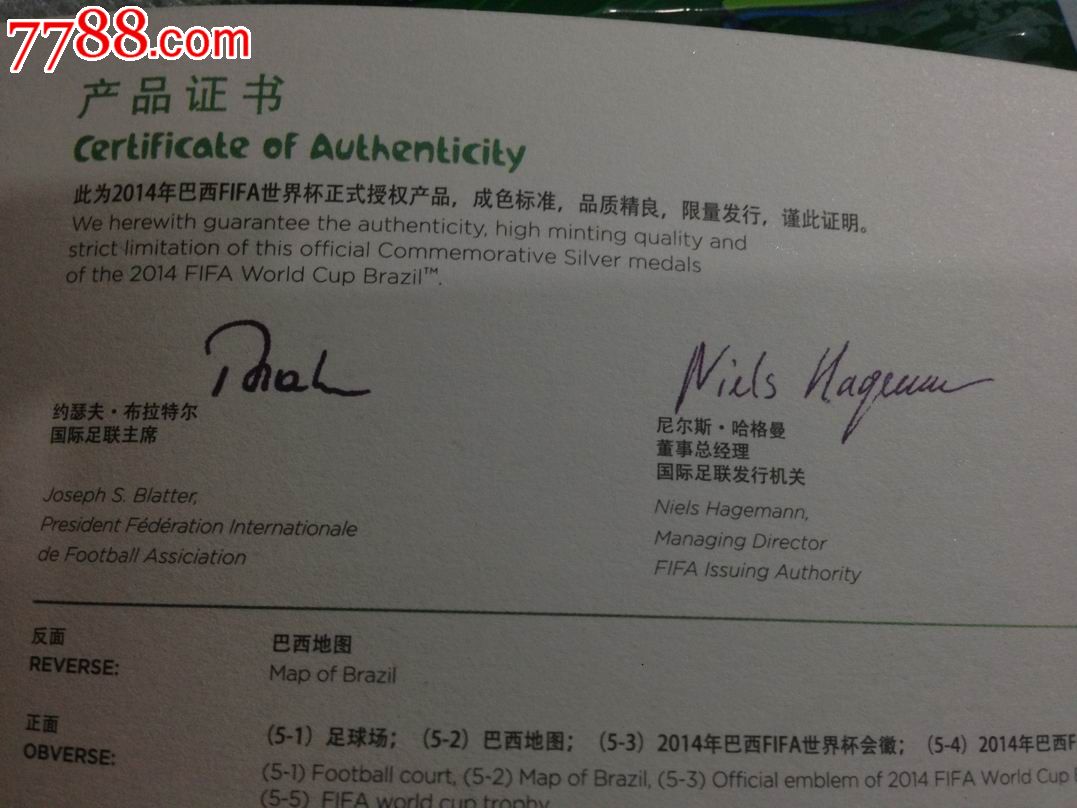 7788.com
产品证书
Certificate of Authenticity
此为2014年巴西FIFA世界杯正式授权产品，成色标准，品质精良，限量发行，谨此证明。
We herewith guarantee the authenticity, high minting quality and
strict limitation of this official Commemorative Silver medals
of the 2014 FIFA World Cup Brazil™.
Niels Hagemann
约瑟夫·布拉特尔
国际足联主席
Joseph S. Blatter,
President Fédération Internationale
de Football Assiciation
尼尔斯·哈格曼
董事总经理
国际足联发行机关
Niels Hagemann,
Managing Director
FIFA Issuing Authority
反面 巴西地图
REVERSE: Map of Brazil
正面 （5-1）足球场；（5-2）巴西地图；（5-3）2014年巴西FIFA世界杯会徽；（5-4）2014年巴西F
OBVERSE: (5-1) Football court, (5-2) Map of Brazil, (5-3) Official emblem of 2014 FIFA World Cup
(5-5) FIFA world cup trophy